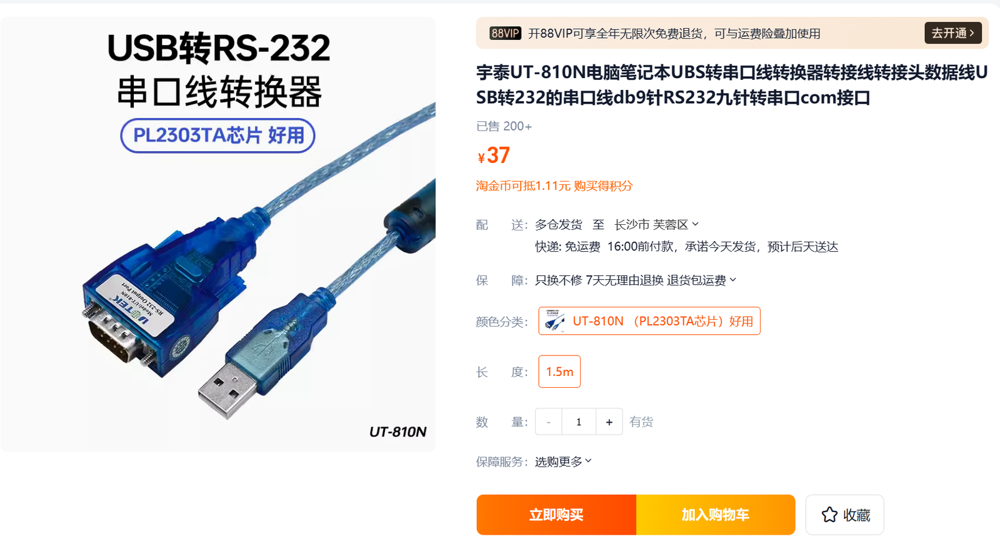 USB转RS-232
串口线转换器
PL2303TA芯片 好用
UTEK
Model:UT-810N
RS-232 Output Port
UT-810N
88VIP 开88VIP可享全年无限次免费退货，可与运费险叠加使用 去开通
宇泰UT-810N电脑笔记本UBS转串口线转换器转接线转接头数据线U
SB转232的串口线db9针RS232九针转串口com接口
已售 200+
¥37
淘金币可抵1.11元 购买得积分
配送： 多仓发货 至 长沙市 芙蓉区
快递: 免运费 16:00前付款，承诺今天发货，预计后天送达
保障： 只换不修 7天无理由退换 退货包运费
颜色分类： UT-810N （PL2303TA芯片）好用
长度： 1.5m
数量： - 1 + 有货
保障服务： 选购更多
立即购买 加入购物车 收藏